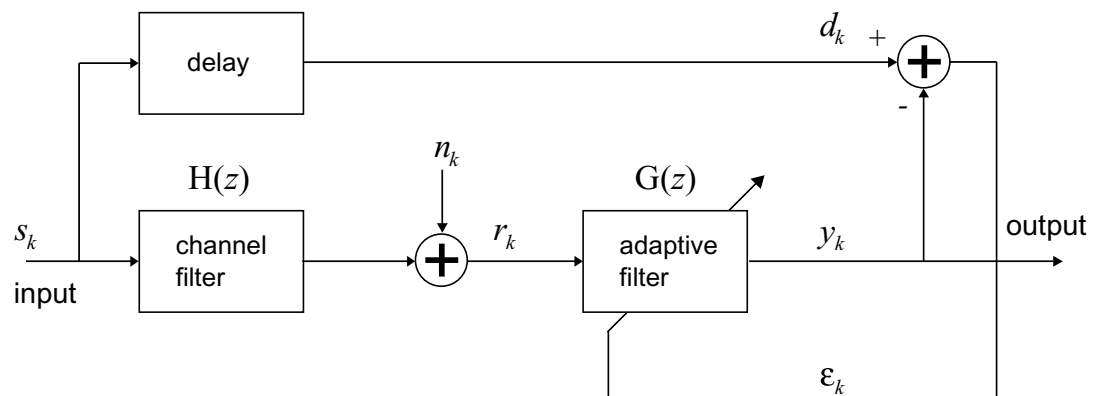 d_k
+
delay
-
n_k
H(z)
G(z)
s_k
channel
filter
r_k
adaptive
filter
y_k
output
input
ε_k